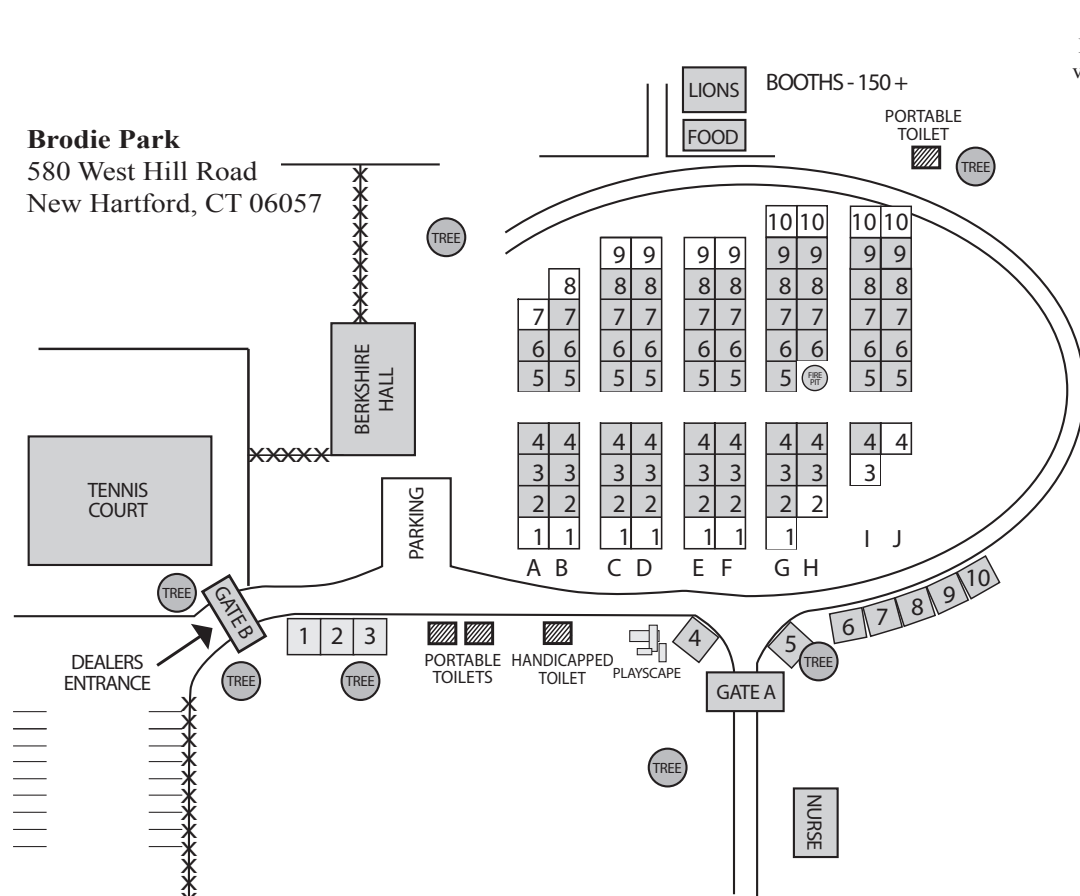 LIONS
BOOTHS - 150 +
FOOD
PORTABLE
TOILET
TREE
Brodie Park
580 West Hill Road
New Hartford, CT 06057
TREE
10 10 10 10
9 9 9 9 9 9 9 9
8 8 8 8 8 8 8 8 8
7 7 7 7 7 7 7 7 7 7
6 6 6 6 6 6 6 6 6 6
5 5 5 5 5 5 5 FIRE PIT 5 5
4 4 4 4 4 4 4 4 4 4
3 3 3 3 3 3 3 3 3
2 2 2 2 2 2 2 2
1 1 1 1 1 1 1
A B C D E F G H I J
BERKSHIRE
HALL
TENNIS
COURT
PARKING
TREE
GATE B
DEALERS
ENTRANCE
TREE
1 2 3
TREE
PORTABLE
TOILETS
HANDICAPPED
TOILET
PLAYSCAPE
4
5
6 7 8 9 10
TREE
GATE A
TREE
NURSE